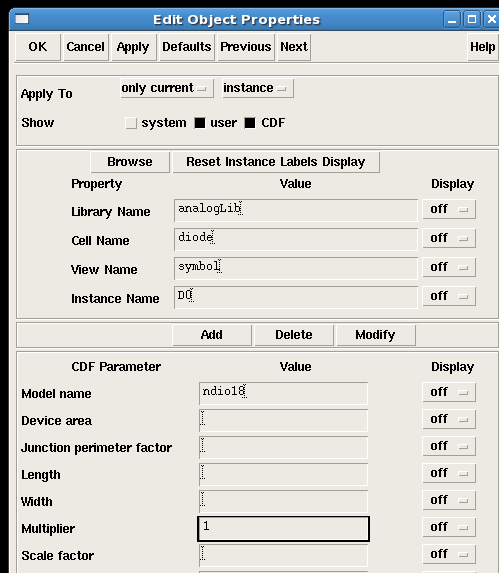 Edit Object Properties
OK Cancel Apply Defaults Previous Next Help
Apply To only current instance
Show system user CDF
Browse Reset Instance Labels Display
Property Value Display
Library Name analogLib off
Cell Name diode off
View Name symbol off
Instance Name D0 off
Add Delete Modify
CDF Parameter Value Display
Model name ndio18 off
Device area off
Junction perimeter factor off
Length off
Width off
Multiplier 1 off
Scale factor off